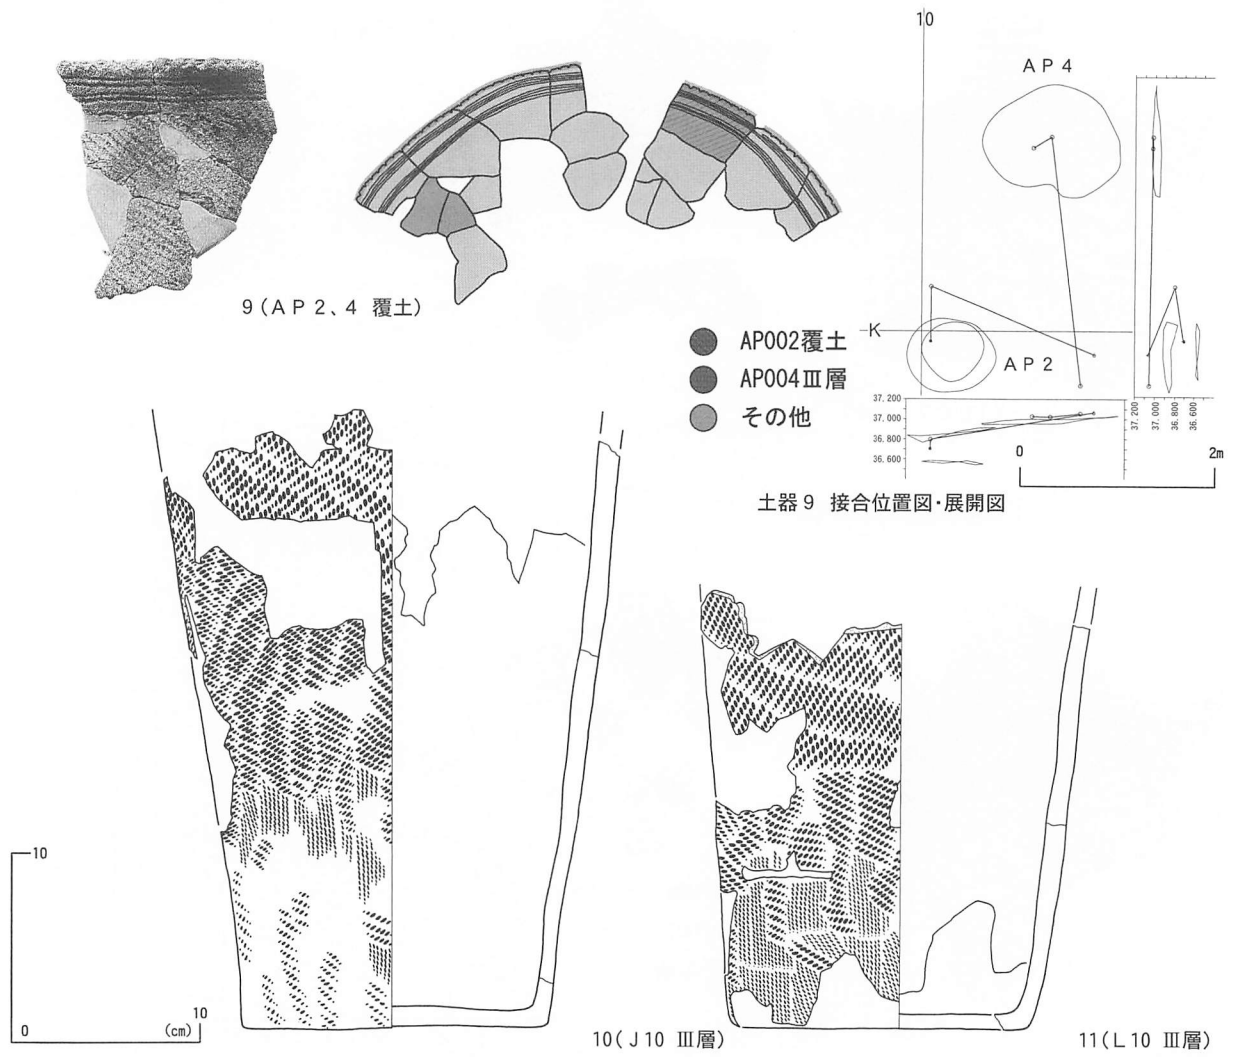 10
AP4
9(AP2、4 覆土)
K
AP2
AP002覆土
AP004Ⅲ層
その他
37,200
37,000
36,800
36,600
37,200
37,000
36,800
36,600
0 2m
土器9 接合位置図・展開図
10
0 (cm) 10
10(J10 Ⅲ層)
11(L10 Ⅲ層)